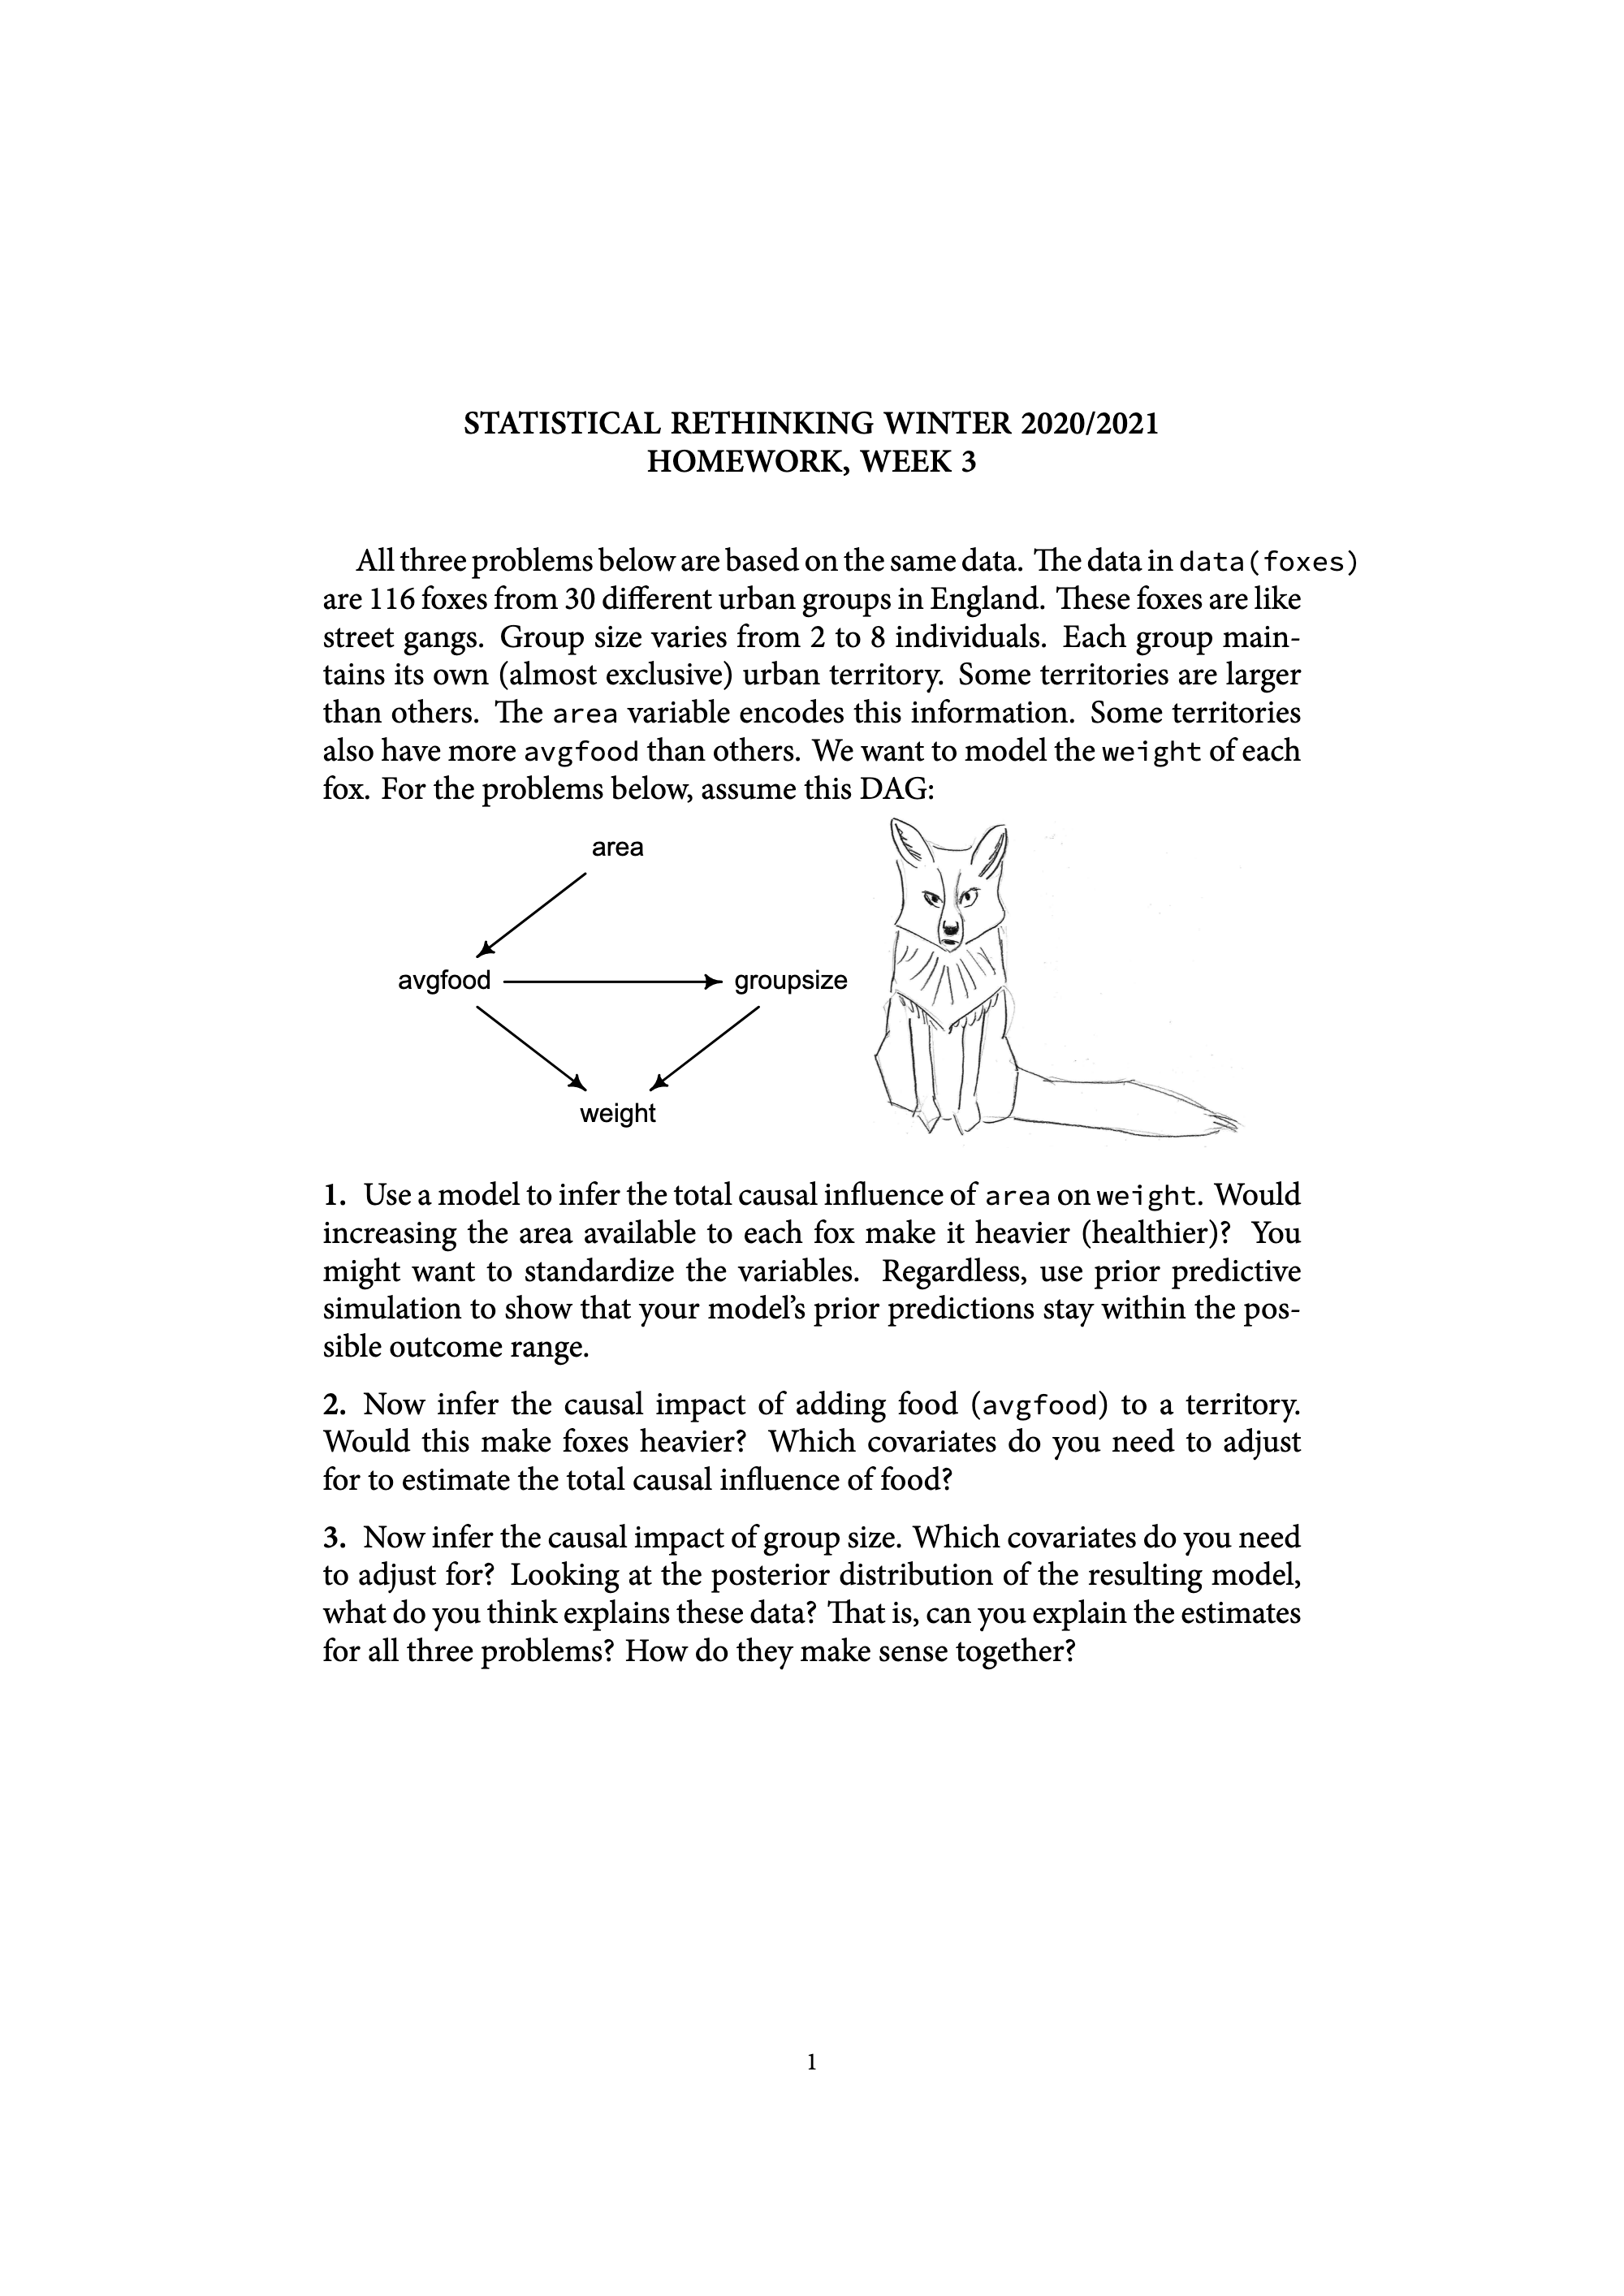 STATISTICAL RETHINKING WINTER 2020/2021
HOMEWORK, WEEK 3
All three problems below are based on the same data. The data in data(foxes)
are 116 foxes from 30 different urban groups in England. These foxes are like
street gangs. Group size varies from 2 to 8 individuals. Each group main-
tains its own (almost exclusive) urban territory. Some territories are larger
than others. The area variable encodes this information. Some territories
also have more avgfood than others. We want to model the weight of each
fox. For the problems below, assume this DAG:
area
avgfood
groupsize
weight
1. Use a model to infer the total causal influence of area on weight. Would
increasing the area available to each fox make it heavier (healthier)? You
might want to standardize the variables. Regardless, use prior predictive
simulation to show that your model’s prior predictions stay within the pos-
sible outcome range.
2. Now infer the causal impact of adding food (avgfood) to a territory.
Would this make foxes heavier? Which covariates do you need to adjust
for to estimate the total causal influence of food?
3. Now infer the causal impact of group size. Which covariates do you need
to adjust for? Looking at the posterior distribution of the resulting model,
what do you think explains these data? That is, can you explain the estimates
for all three problems? How do they make sense together?
1